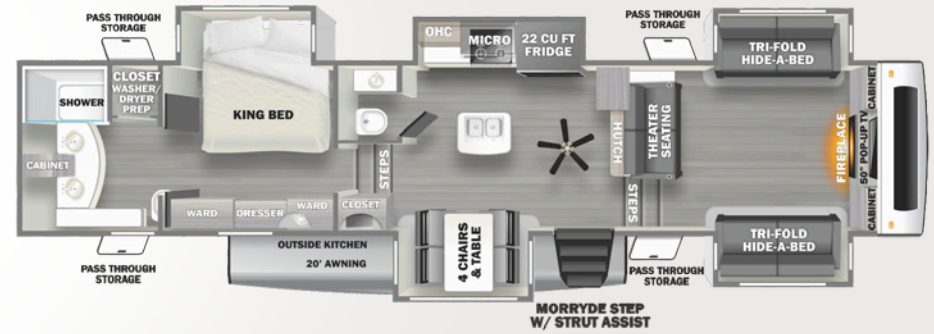 PASS THROUGH
STORAGE
PASS THROUGH
STORAGE
OHC
MICRO
22 CU FT
FRIDGE
TRI-FOLD
HIDE-A-BED
SHOWER
CLOSET
WASHER/
DRYER
PREP
KING BED
CABINET
STEPS
HUTCH
THEATER
SEATING
FIREPLACE
50" POP-UP TV
CABINET
CABINET
WARD
DRESSER
WARD
CLOSET
STEPS
OUTSIDE KITCHEN
20' AWNING
4 CHAIRS
& TABLE
TRI-FOLD
HIDE-A-BED
PASS THROUGH
STORAGE
PASS THROUGH
STORAGE
MORRYDE STEP
W/ STRUT ASSIST